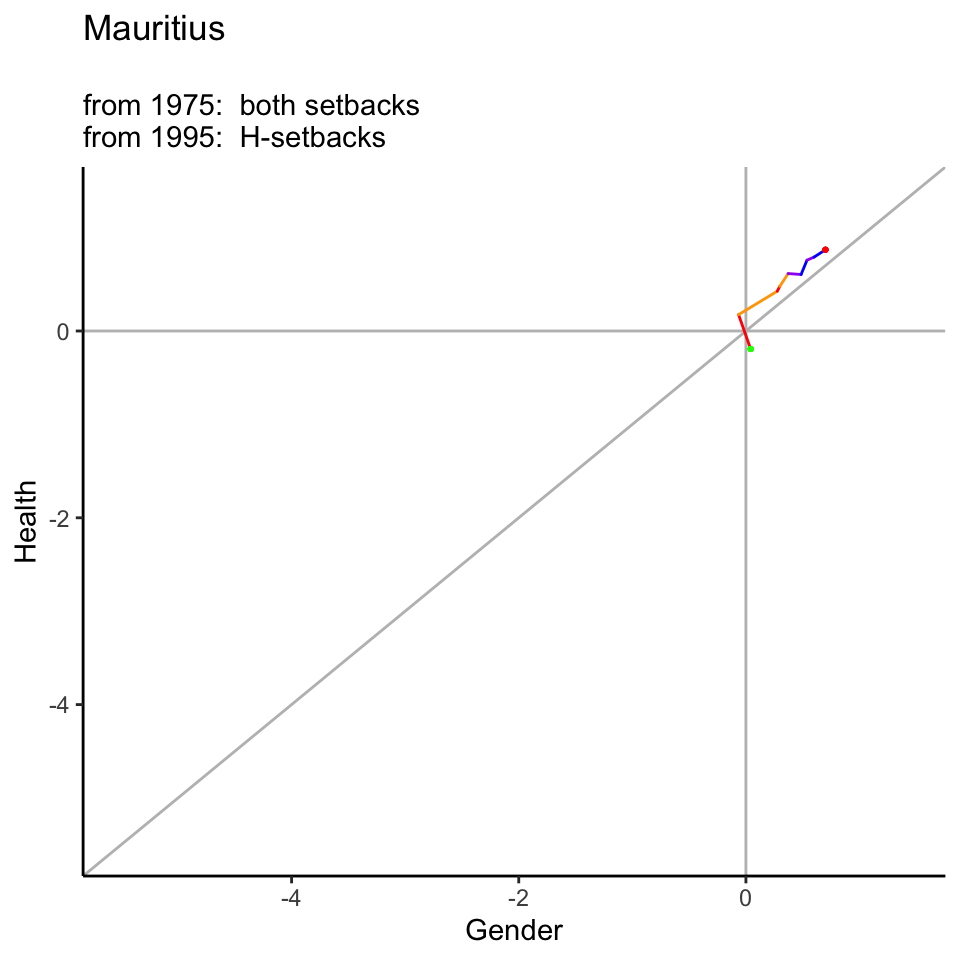 Mauritius
from 1975:  both setbacks
from 1995:  H-setbacks
0
-2
-4
Health
-4
-2
0
Gender